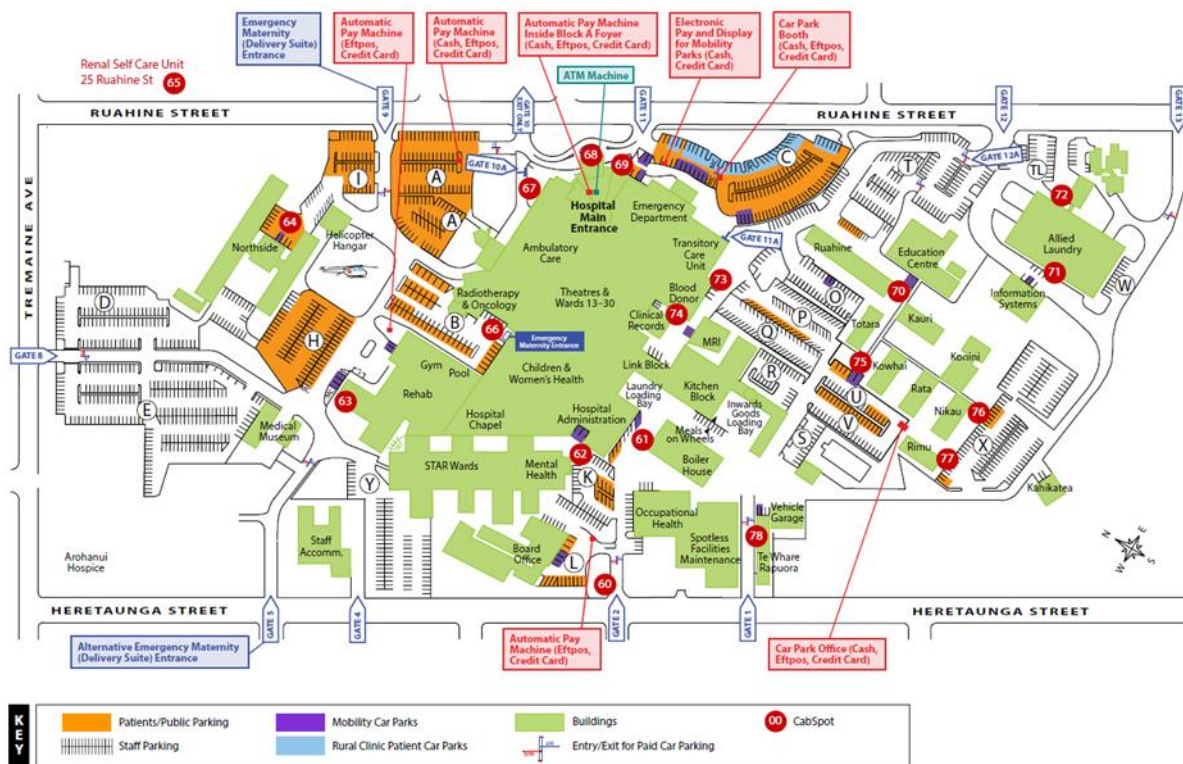 Emergency
Maternity
(Delivery Suite)
Entrance
Automatic
Pay Machine
(Eftpos,
Credit Card)
Automatic
Pay Machine
(Cash, Eftpos,
Credit Card)
Automatic Pay Machine
Inside Block A Foyer
(Cash, Eftpos, Credit Card)
Electronic
Pay and Display
for Mobility
Parks (Cash,
Credit Card)
Car Park
Booth
(Cash, Eftpos,
Credit Card)
ATM Machine
Renal Self Care Unit
25 Ruahine St
65
RUAHINE STREET
RUAHINE STREET
GATE 9
GATE 10
EXIT ONLY
GATE 11
GATE 12
GATE 13
GATE 10A
GATE 12A
GATE 11A
TREMAINE AVE
I
A
A
C
T
TL
68
69
67
72
64
Hospital
Main
Entrance
Emergency
Department
Northside
Helicopter
Hangar
Ambulatory
Care
Transitory
Care
Unit
Ruahine
Education
Centre
Allied
Laundry
71
W
Information
Systems
D
H
B
Radiotherapy
& Oncology
66
Theatres &
Wards 13–30
Blood
Donor
73
74
Clinical
Records
MRI
O
P
Q
70
Totara
Kauri
GATE 8
E
Emergency
Maternity Entrance
Gym
Pool
Children &
Women's Health
Link Block
Kitchen
Block
R
75
Kowhai
Konini
Rata
Nikau
76
63
Rehab
Hospital
Chapel
Hospital
Administration
Laundry
Loading
Bay
Inwards
Goods
Loading
Bay
Meals
on Wheels
U
V
S
X
Medical
Museum
61
62
Boiler
House
Rimu
77
Y
STAR Wards
Mental
Health
K
Kahikatea
Staff
Accomm.
Occupational
Health
Spotless
Facilities
Maintenance
Vehicle
Garage
78
Te Whare
Rapuora
Board
Office
L
60
Arohanui
Hospice
N
E
S
W
HERETAUNGA STREET
HERETAUNGA STREET
GATE 5
GATE 4
GATE 2
GATE 1
Alternative Emergency Maternity
(Delivery Suite) Entrance
Automatic Pay
Machine (Eftpos,
Credit Card)
Car Park Office (Cash,
Eftpos, Credit Card)
KEY
Patients/Public Parking
Mobility Car Parks
Buildings
00 CabSpot
Staff Parking
Rural Clinic Patient Car Parks
Entry/Exit for Paid Car Parking